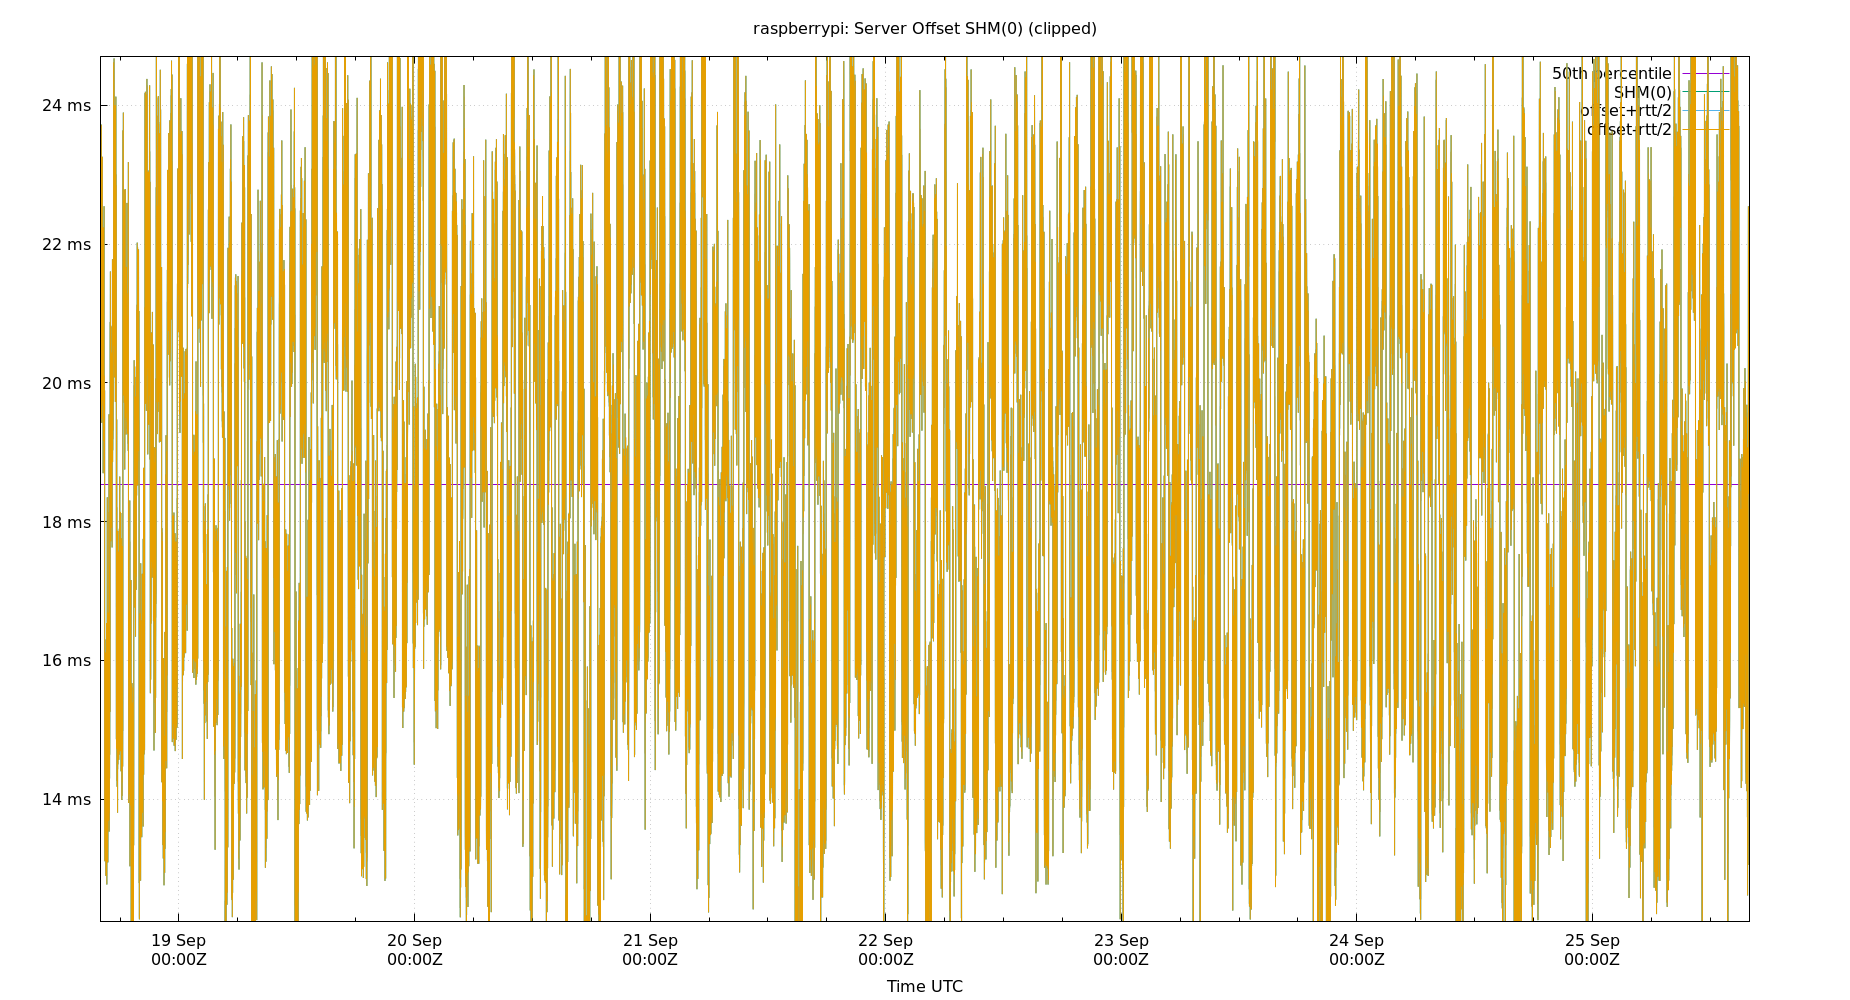 raspberrypi: Server Offset SHM(0) (clipped)
50th percentile
SHM(0)
offset+rtt/2
offset-rtt/2
24 ms
22 ms
20 ms
18 ms
16 ms
14 ms
19 Sep 20 Sep 21 Sep 22 Sep 23 Sep 24 Sep 25 Sep
00:00Z 00:00Z 00:00Z 00:00Z 00:00Z 00:00Z 00:00Z
Time UTC